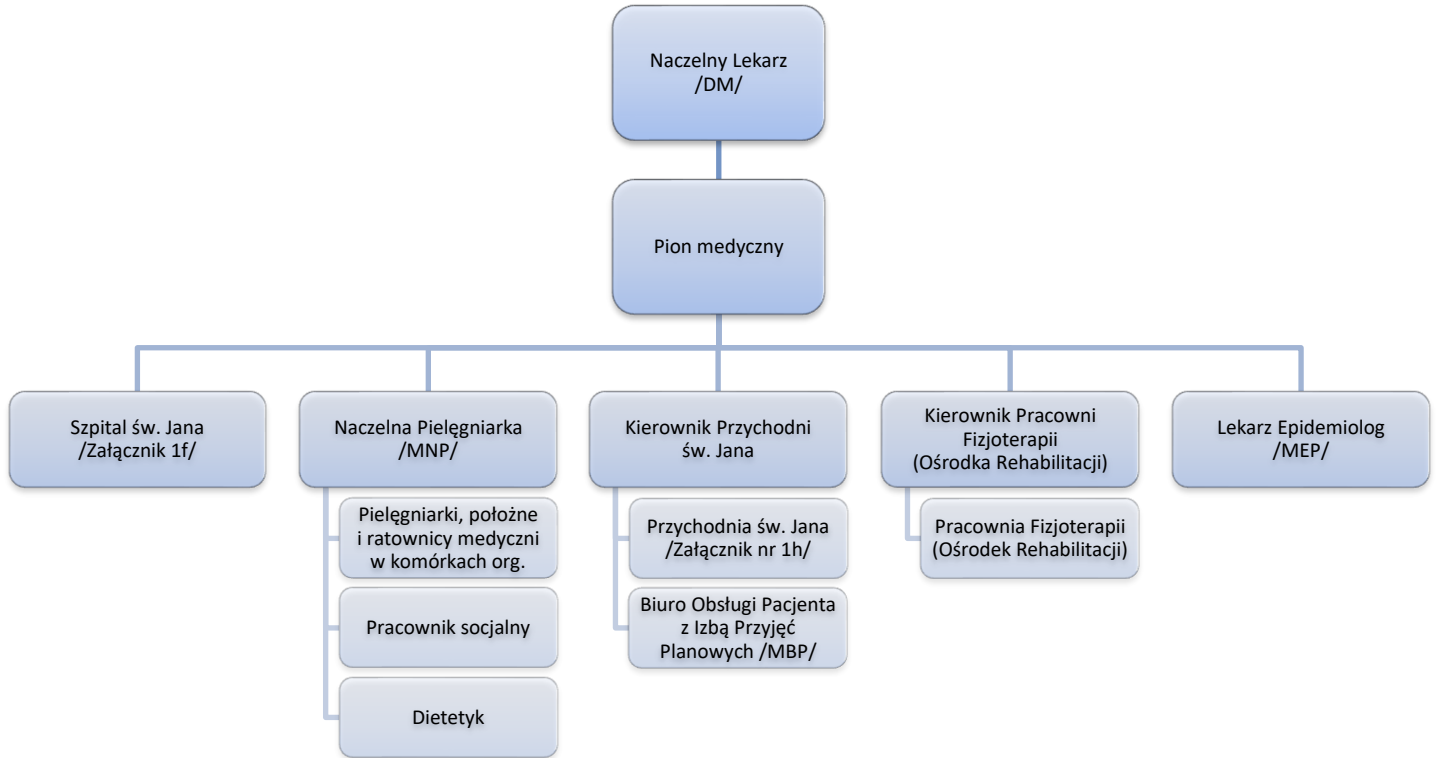 Naczelny Lekarz
/DM/
Pion medyczny
Szpital św. Jana
/Załącznik 1f/
Naczelna Pielęgniarka
/MNP/
Kierownik Przychodni
św. Jana
Kierownik Pracowni
Fizjoterapii
(Ośrodka Rehabilitacji)
Lekarz Epidemiolog
/MEP/
Pielęgniarki, położne
i ratownicy medyczni
w komórkach org.
Pracownik socjalny
Dietetyk
Przychodnia św. Jana
/Załącznik nr 1h/
Biuro Obsługi Pacjenta
z Izbą Przyjęć
Planowych /MBP/
Pracownia Fizjoterapii
(Ośrodek Rehabilitacji)